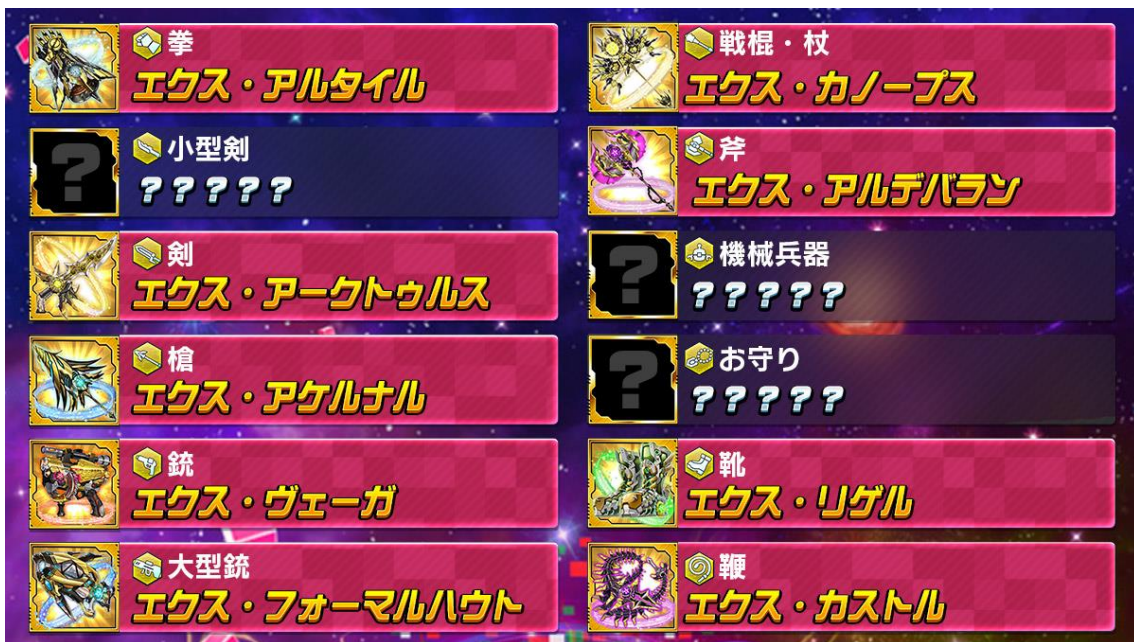 拳
エクス・アルタイル
?
小型剣
?????
剣
エクス・アークトゥルス
槍
エクス・アケルナル
銃
エクス・ヴェーガ
大型銃
エクス・フォーマルハウト
戦棍・杖
エクス・カノープス
斧
エクス・アルデバラン
?
機械兵器
?????
?
お守り
?????
靴
エクス・リゲル
鞭
エクス・カストル